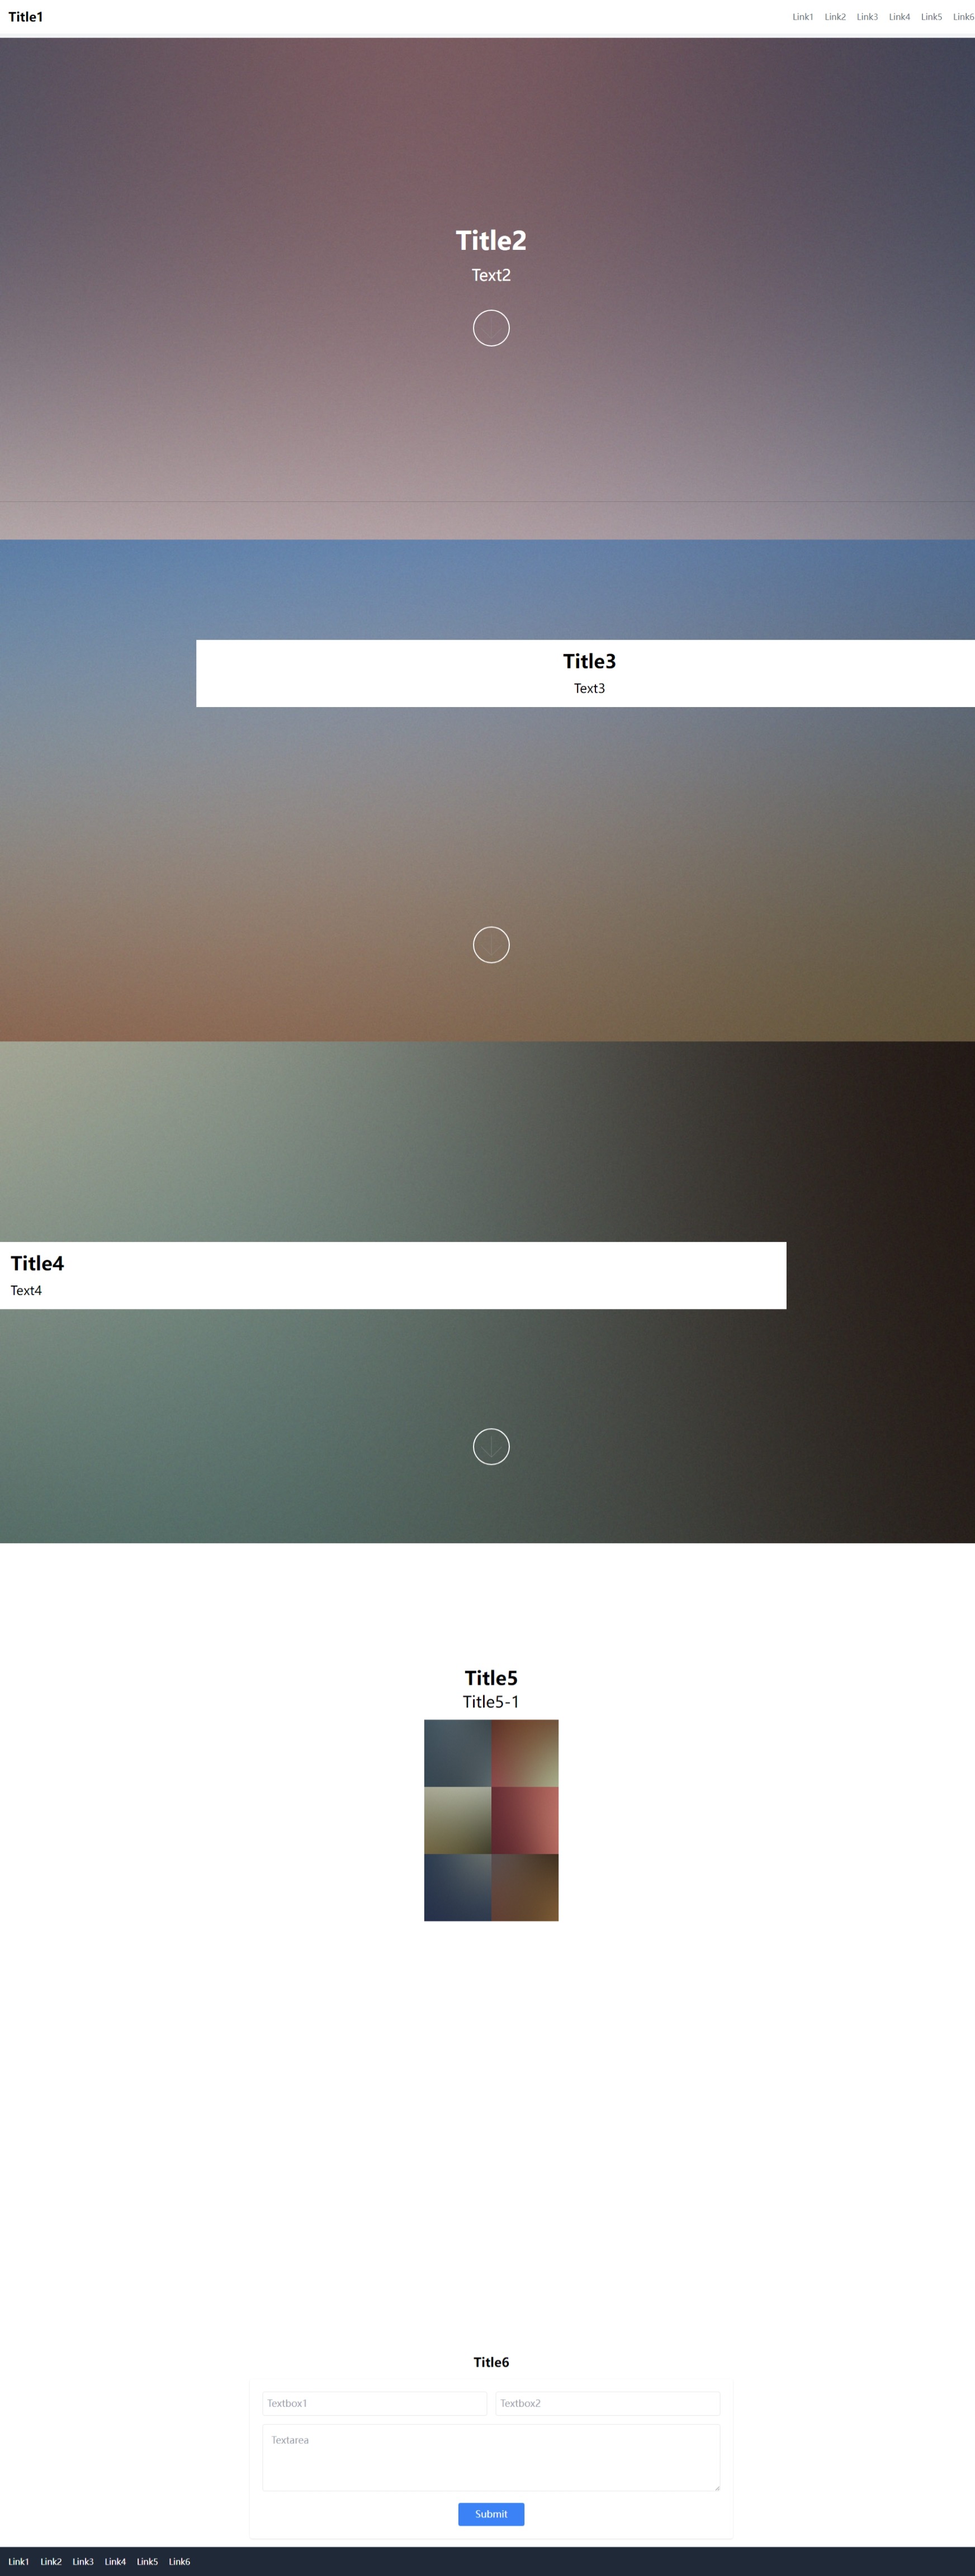 Title1
Link1 Link2 Link3 Link4 Link5 Link6
Title2
Text2
Title3
Text3
Title4
Text4
Title5
Title5-1
Title6
Textbox1 Textbox2
Textarea
Submit
Link1 Link2 Link3 Link4 Link5 Link6